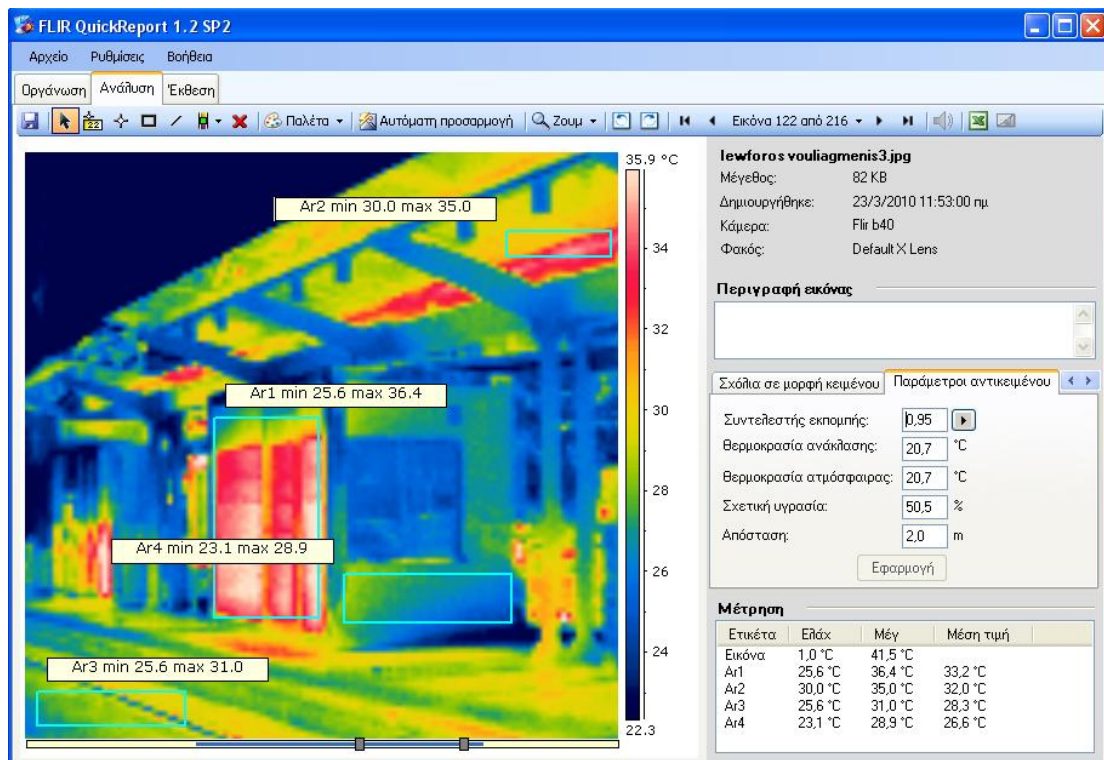 FLIR QuickReport 1.2 SP2
Αρχείο Ρυθμίσεις Βοήθεια
Οργάνωση Ανάλυση Έκθεση
22 Παλέτα Αυτόματη προσαρμογή Ζουμ Εικόνα 122 από 216
35.9 °C
34
32
30
28
26
24
22.3
Ar2 min 30.0 max 35.0
Ar1 min 25.6 max 36.4
Ar4 min 23.1 max 28.9
Ar3 min 25.6 max 31.0
lewforos vouliagmenis3.jpg
Μέγεθος: 82 KB
Δημιουργήθηκε: 23/3/2010 11:53:00 πμ
Κάμερα: Flir b40
Φακός: Default X Lens
Περιγραφή εικόνας
Σχόλια σε μορφή κειμένου Παράμετροι αντικειμένου
Συντελεστής εκπομπής: 0,95
Θερμοκρασία ανάκλασης: 20,7 °C
Θερμοκρασία ατμόσφαιρας: 20,7 °C
Σχετική υγρασία: 50,5 %
Απόσταση: 2,0 m
Εφαρμογή
Μέτρηση
Ετικέτα Ελάχ Μέγ Μέση τιμή
Εικόνα 1,0 °C 41,5 °C
Ar1 25,6 °C 36,4 °C 33,2 °C
Ar2 30,0 °C 35,0 °C 32,0 °C
Ar3 25,6 °C 31,0 °C 28,3 °C
Ar4 23,1 °C 28,9 °C 26,6 °C